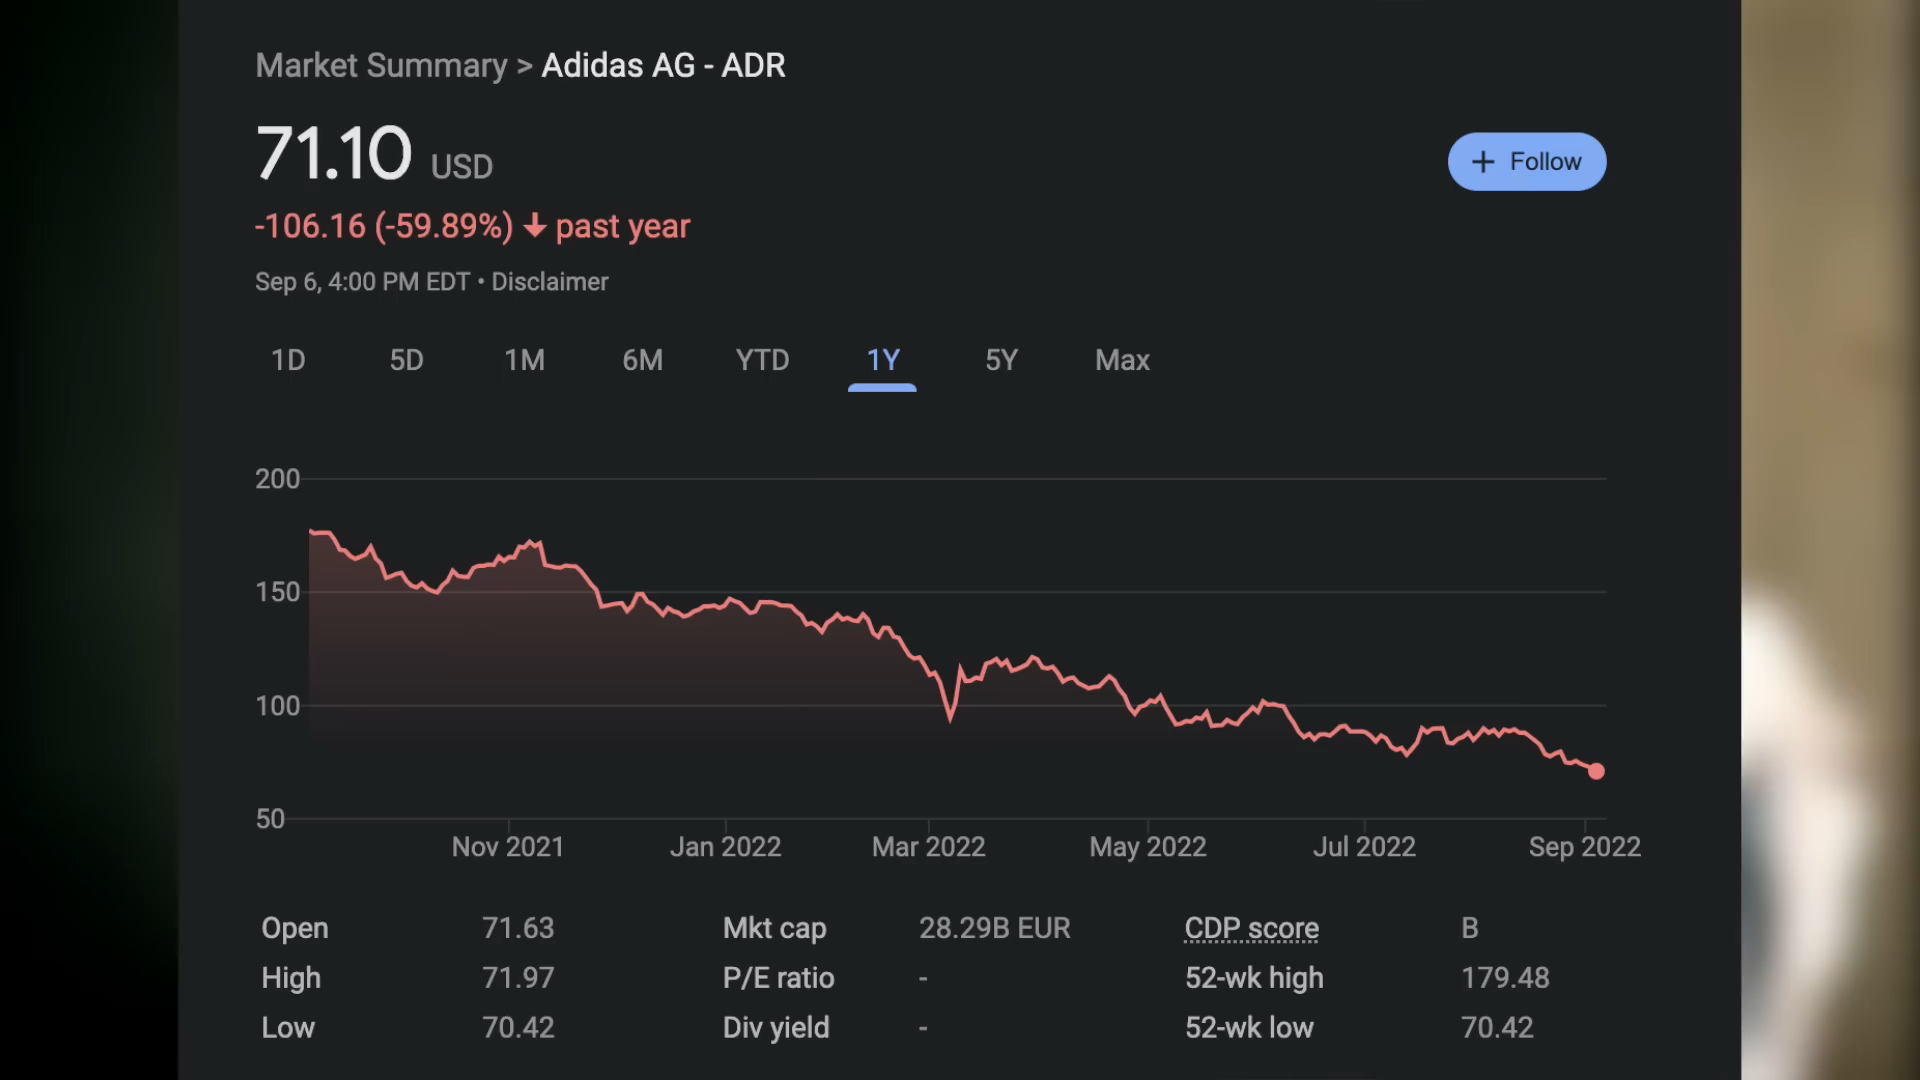 Market Summary > Adidas AG - ADR
71.10 USD
+ Follow
-106.16 (-59.89%) ↓ past year
Sep 6, 4:00 PM EDT • Disclaimer
1D 5D 1M 6M YTD 1Y 5Y Max
200
150
100
50
Nov 2021 Jan 2022 Mar 2022 May 2022 Jul 2022 Sep 2022
Open 71.63 Mkt cap 28.29B EUR CDP score B
High 71.97 P/E ratio - 52-wk high 179.48
Low 70.42 Div yield - 52-wk low 70.42